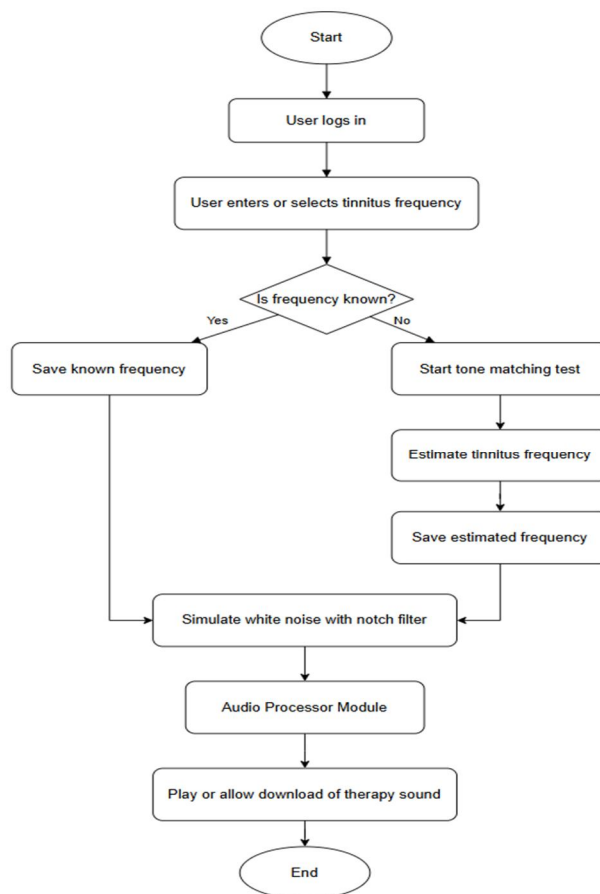 Start
User logs in
User enters or selects tinnitus frequency
Is frequency known?
Yes
No
Save known frequency
Start tone matching test
Estimate tinnitus frequency
Save estimated frequency
Simulate white noise with notch filter
Audio Processor Module
Play or allow download of therapy sound
End